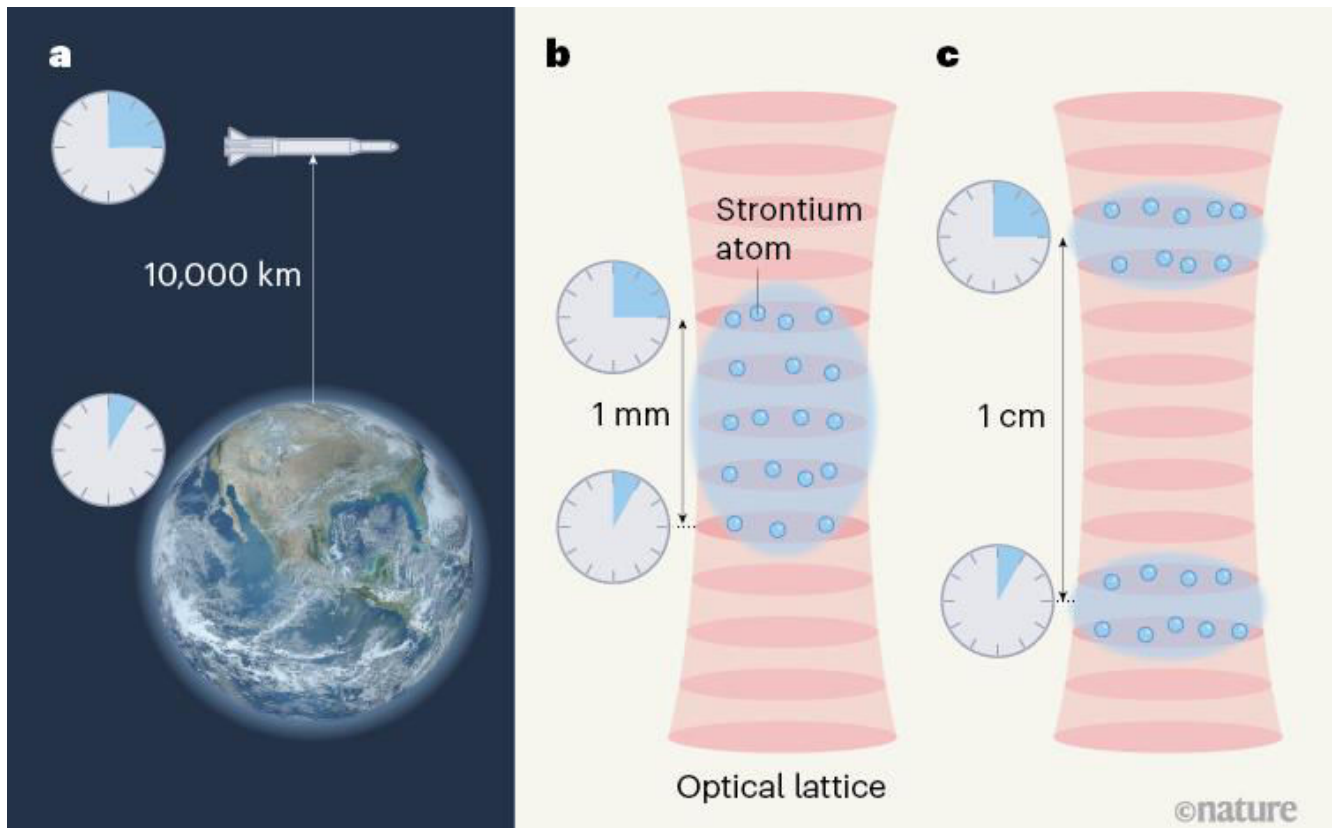 a
10,000 km
b
Strontium
atom
1 mm
Optical lattice
c
1 cm
©nature